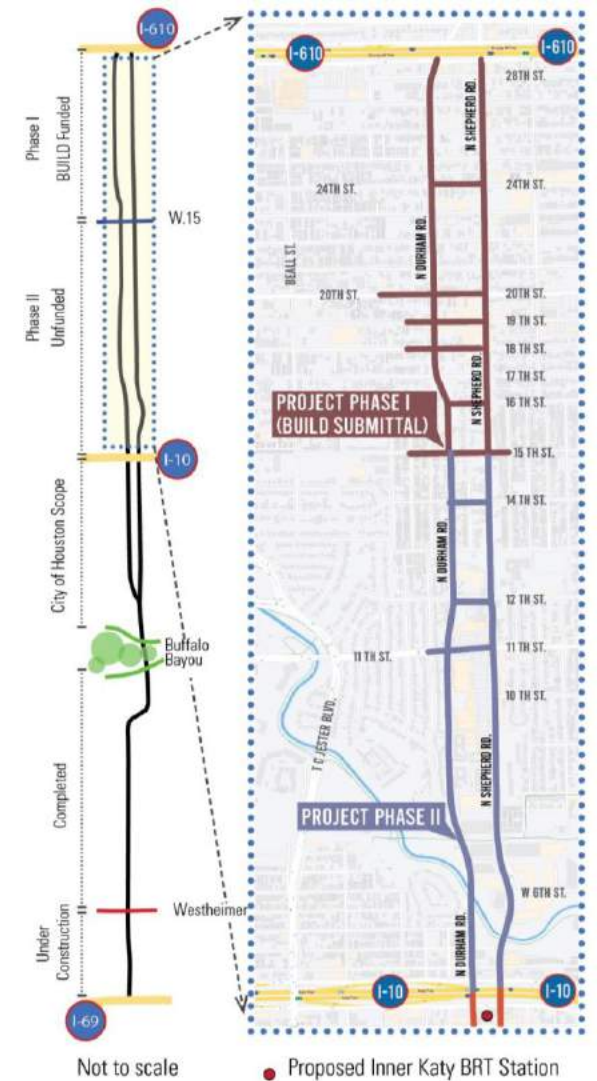 I-610
Phase I
BUILD Funded
W.15
Phase II
Unfunded
I-10
City of Houston Scope
Buffalo
Bayou
Completed
Westheimer
Under
Construction
I-69
Not to scale
I-610
I-610
28TH ST.
N SHEPHERD RD.
24TH ST.
24TH ST.
N DURHAM RD.
BEALL ST.
20TH ST.
20TH ST.
19 TH ST.
18 TH ST.
17 TH ST.
N SHEPHERD RD.
16 TH ST.
PROJECT PHASE I
(BUILD SUBMITTAL)
15 TH ST.
14 TH ST.
N DURHAM RD.
12 TH ST.
11 TH ST.
11 TH ST.
10 TH ST.
T C JESTER BLVD.
N SHEPHERD RD.
PROJECT PHASE II
W 6TH ST.
N DURHAM RD.
I-10
I-10
Proposed Inner Katy BRT Station